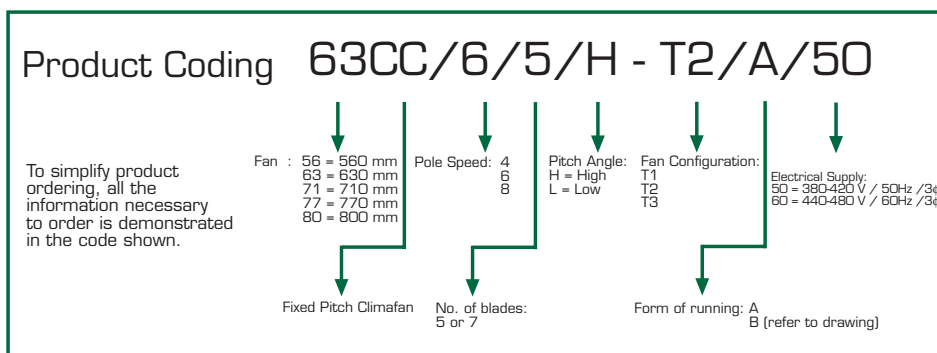 Product Coding 63CC/6/5/H - T2/A/50
To simplify product
ordering, all the
information necessary
to order is demonstrated
in the code shown.
Fan : 56 = 560 mm
63 = 630 mm
71 = 710 mm
77 = 770 mm
80 = 800 mm
Pole Speed: 4
6
8
Pitch Angle:
H = High
L = Low
Fan Configuration:
T1
T2
T3
Electrical Supply:
50 = 380-420 V / 50Hz /3ϕ
60 = 440-480 V / 60Hz /3ϕ
Fixed Pitch Climafan
No. of blades:
5 or 7
Form of running: A
B (refer to drawing)